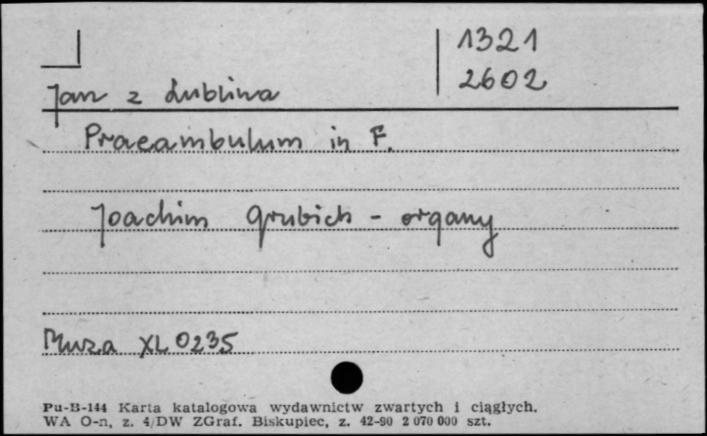 1321
2602
Jan z Lublina
Praeambulum in F.
Joachim Grubich - organy
Muza XL 0235
Pu-B-144 Karta katalogowa wydawnictw zwartych i ciągłych.
WA O-n, z. 4/DW ZGraf. Biskupiec, z. 42-90 2 070 000 szt.